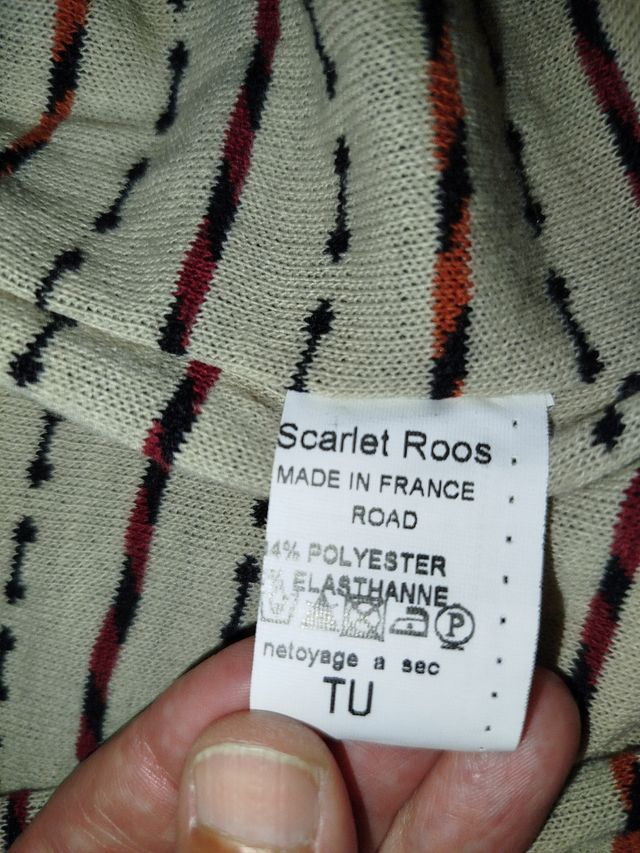 Scarlet Roos
MADE IN FRANCE
ROAD
4% POLYESTER
% ELASTHANNE
P
netoyage a sec
TU